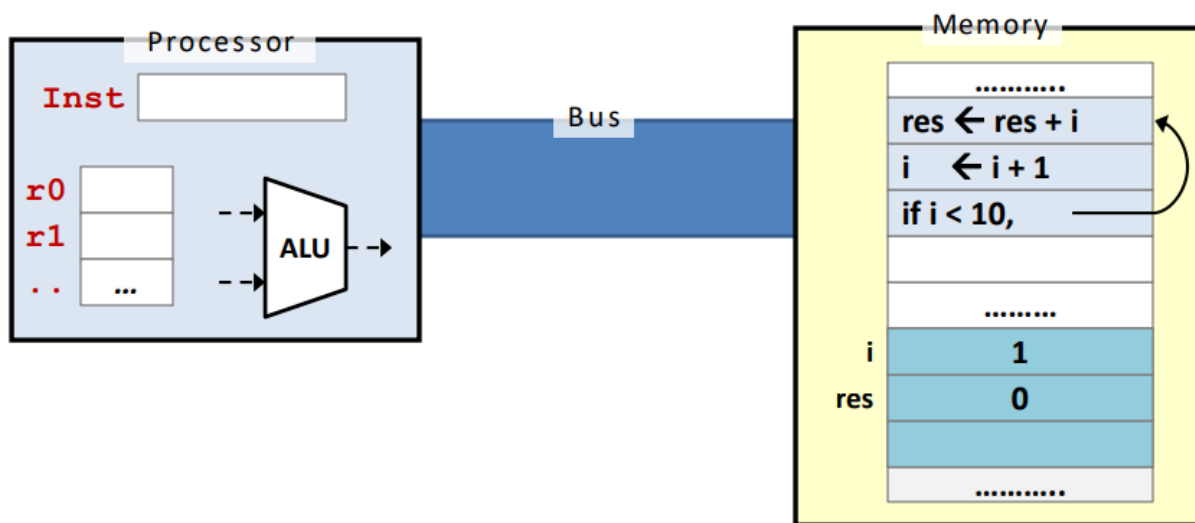 Processor
Inst
r0
r1
.. ...
ALU
Bus
Memory
………..
res ← res + i
i ← i + 1
if i < 10,
………
i 1
res 0
………..